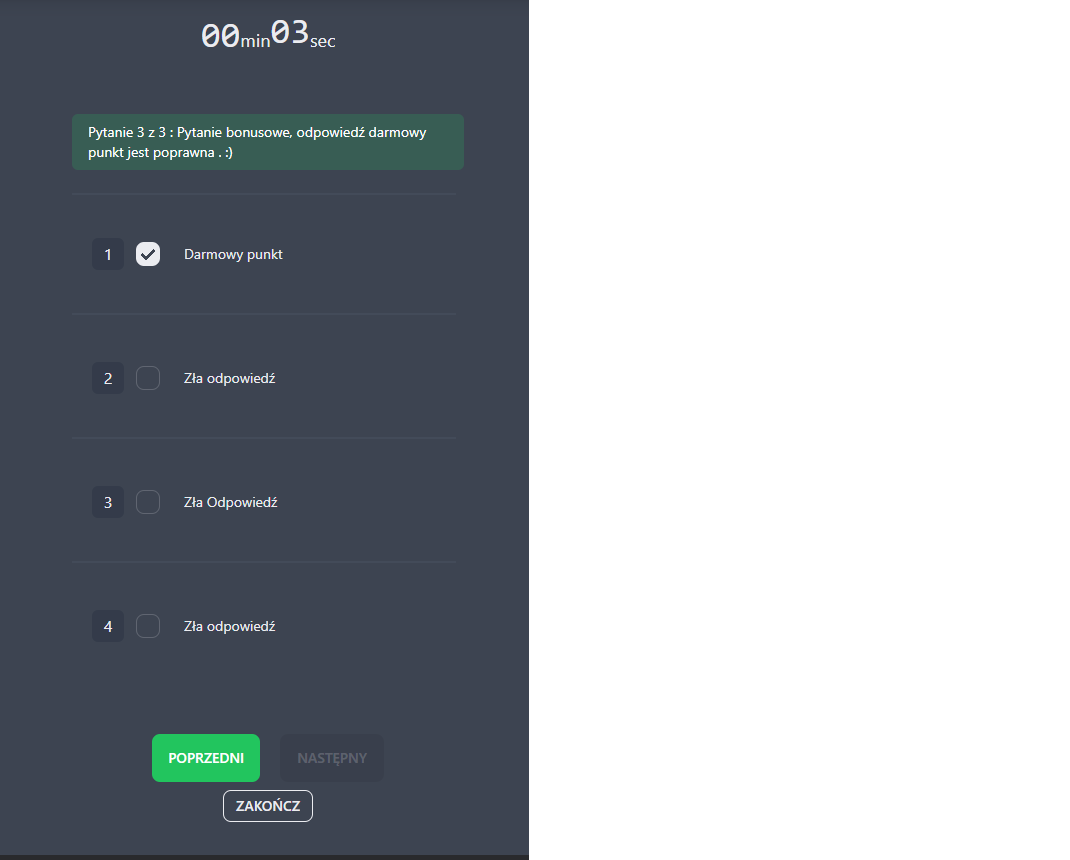 00min03sec
Pytanie 3 z 3 : Pytanie bonusowe, odpowiedź darmowy
punkt jest poprawna . :)
1 Darmowy punkt
2 Zła odpowiedź
3 Zła Odpowiedź
4 Zła odpowiedź
POPRZEDNI NASTĘPNY
ZAKOŃCZ